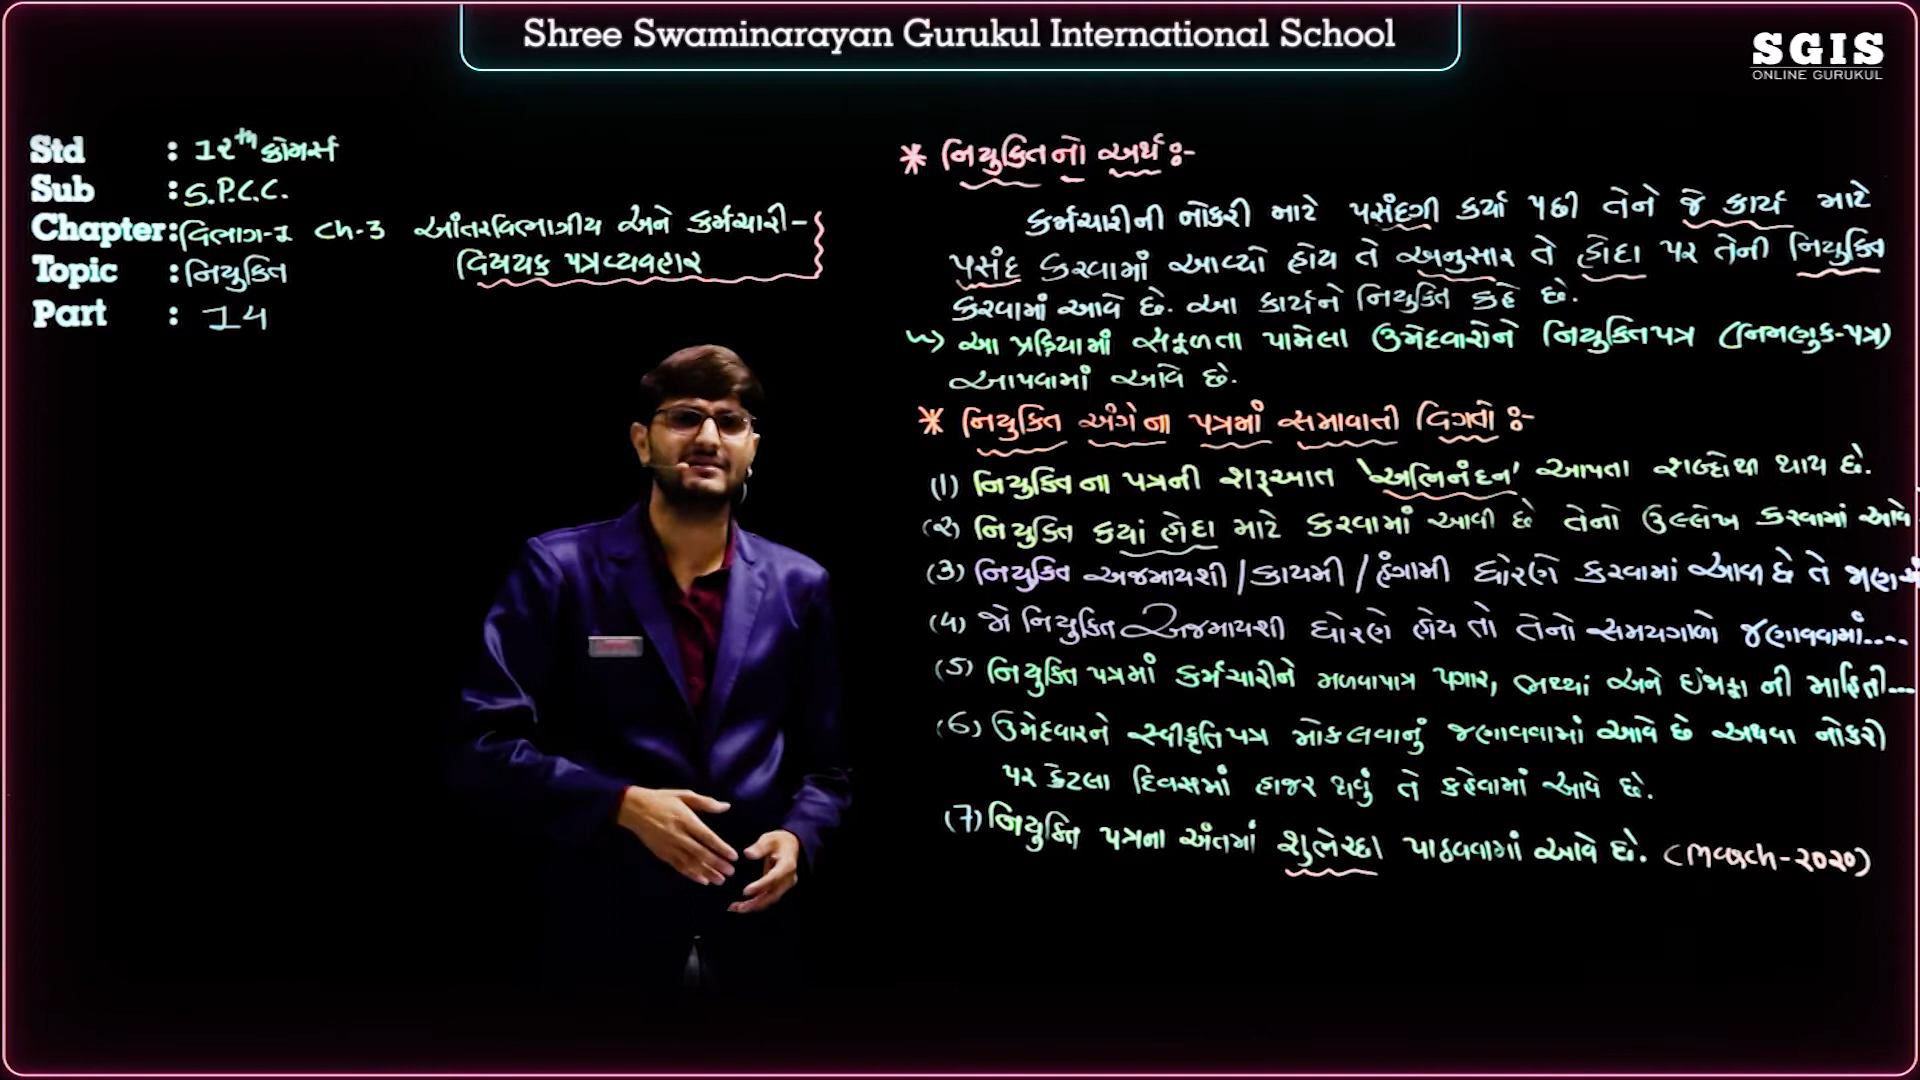 Shree Swaminarayan Gurukul International School
SGIS
ONLINE GURUKUL
Std : 1२th કોમર્સ
Sub : S.P.C.C.
Chapter: વિભાગ-1 Ch-3 આંતરવિભાગીય અને કર્મચારી-
વિષયક પત્રવ્યવહાર
Topic : નિયુક્તિ
Part : 14
* નિયુક્તિનો અર્થ :-
કર્મચારીની નોકરી માટે પસંદગી કર્યા પછી તેને જે કાર્ય માટે
પસંદ કરવામાં આવ્યો હોય તે અનુસાર તે હોદા પર તેની નિયુક્તિ
કરવામાં આવે છે. આ કાર્યને નિયુક્તિ કહે છે.
આ પ્રક્રિયામાં સફળતા પામેલા ઉમેદવારોને નિયુક્તિપત્ર (નિમણુક-પત્ર)
આપવામાં આવે છે.
* નિયુક્તિ અંગેના પત્રમાં સમાવાતી વિગતો :-
(1) નિયુક્તિના પત્રની શરૂઆત 'અભિનંદન' આપતા શબ્દોથી થાય છે.
(૨) નિયુક્તિ કયાં હોદા માટે કરવામાં આવી છે તેનો ઉલ્લેખ કરવામાં આવે
(3) નિયુક્તિ અજમાયશી / કાયમી / હંગામી ધોરણે કરવામાં આવી છે તે
(4) જો નિયુક્તિ અજમાયશી ધોરણે હોય તો તેનો સમયગાળો જણાવવામાં....
(5) નિયુક્તિ પત્રમાં કર્મચારીને મળવાપાત્ર પગાર, ભથ્થાં અને ઇજાફા ની માહિતી...
(6) ઉમેદવારને સ્વીકૃતિપત્ર મોકલવાનું જણાવવામાં આવે છે અથવા નોકરી
પર કેટલા દિવસમાં હાજર થવું તે કહેવામાં આવે છે.
(7) નિયુક્તિ પત્રના અંતમાં શુભેચ્છા પાઠવવામાં આવે છે. (March-૨૦૨૦)